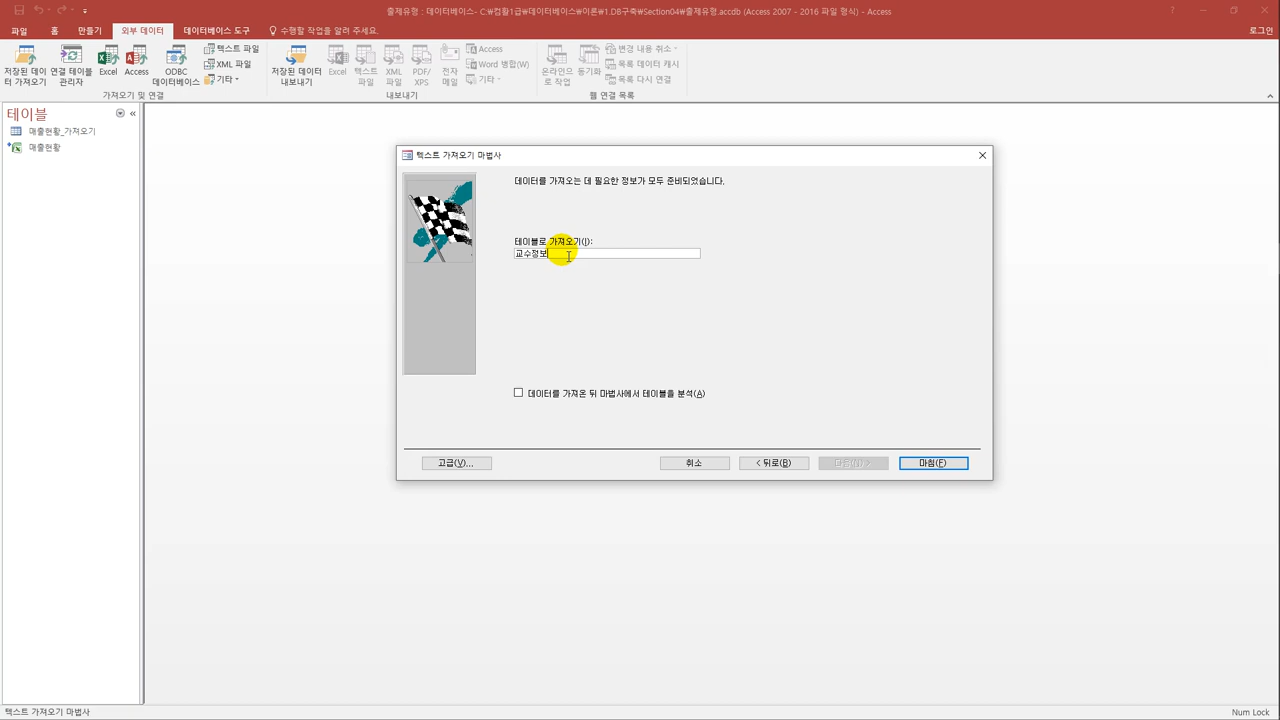 출제유형 : 데이터베이스- C:₩컴활1급₩데이터베이스₩이론₩1.DB구축₩Section04₩출제유형.accdb (Access 2007 - 2016 파일 형식) - Access
파일 홈 만들기 외부 데이터 데이터베이스 도구 수행할 작업을 알려 주세요. 로그인
저장된 데이터 가져오기 연결 테이블 관리자 Excel Access ODBC 데이터베이스 텍스트 파일 XML 파일 기타
저장된 데이터 내보내기 Excel 텍스트 파일 XML 파일 PDF/XPS 전자 메일 Access Word 병합(W) 기타
온라인으로 작업 동기화 변경 내용 취소 목록 데이터 캐시 목록 다시 연결
가져오기 및 연결 내보내기 웹 연결 목록
테이블
매출현황_가져오기
매출현황
텍스트 가져오기 마법사
데이터를 가져오는 데 필요한 정보가 모두 준비되었습니다.
테이블로 가져오기(I):
교수정보
데이터를 가져온 뒤 마법사에서 테이블을 분석(A)
고급(V)... 취소 < 뒤로(B) 다음(N) > 마침(F)
텍스트 가져오기 마법사 Num Lock